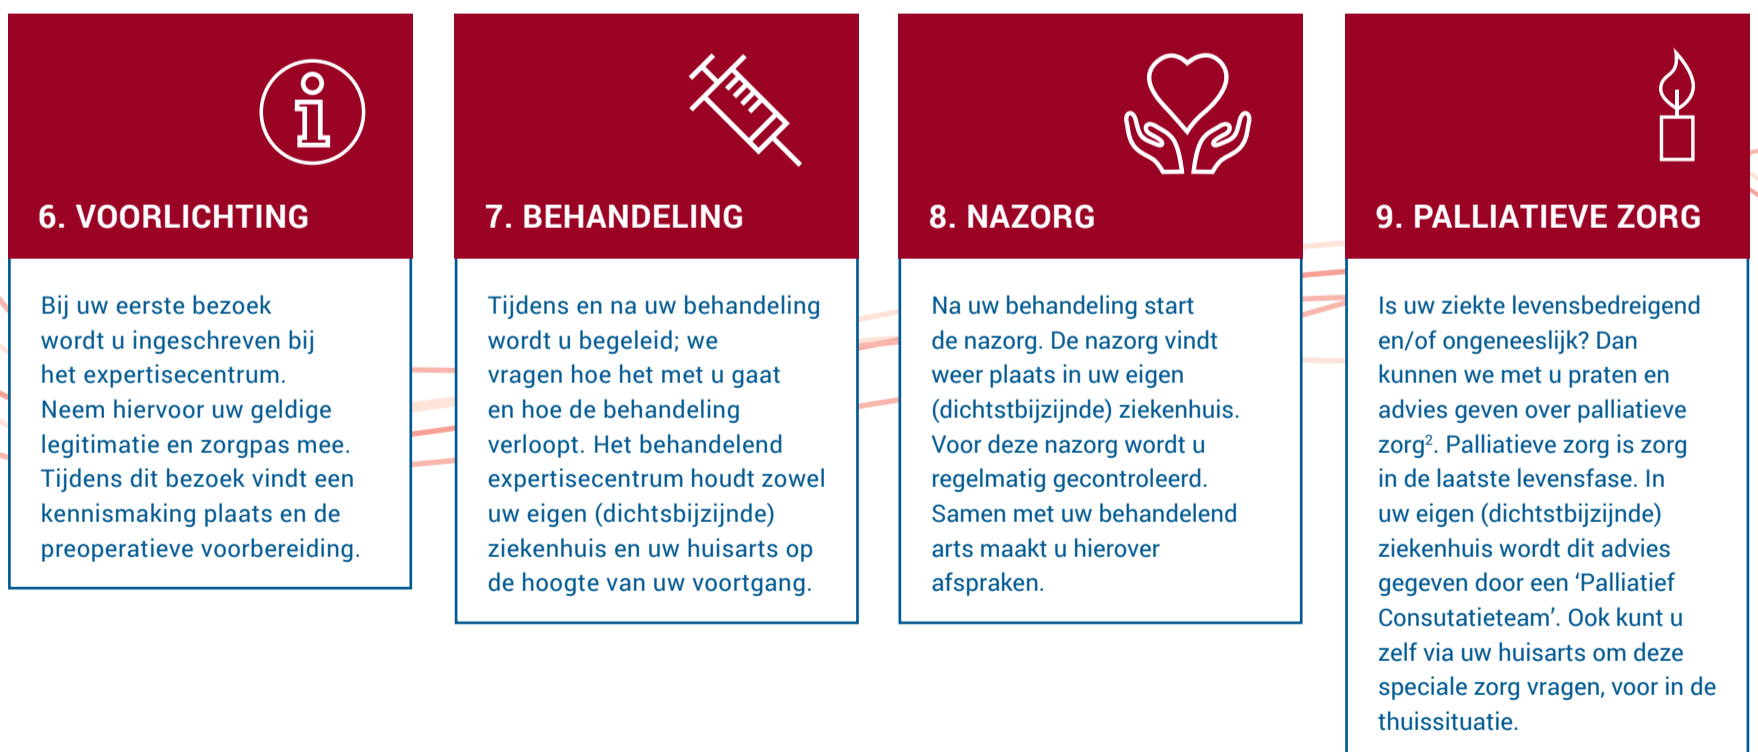 6. VOORLICHTING
Bij uw eerste bezoek
wordt u ingeschreven bij
het expertisecentrum.
Neem hiervoor uw geldige
legitimatie en zorgpas mee.
Tijdens dit bezoek vindt een
kennismaking plaats en de
preoperatieve voorbereiding.
7. BEHANDELING
Tijdens en na uw behandeling
wordt u begeleid; we
vragen hoe het met u gaat
en hoe de behandeling
verloopt. Het behandelend
expertisecentrum houdt zowel
uw eigen (dichtsbijzijnde)
ziekenhuis en uw huisarts op
de hoogte van uw voortgang.
8. NAZORG
Na uw behandeling start
de nazorg. De nazorg vindt
weer plaats in uw eigen
(dichtstbijzijnde) ziekenhuis.
Voor deze nazorg wordt u
regelmatig gecontroleerd.
Samen met uw behandelend
arts maakt u hierover
afspraken.
9. PALLIATIEVE ZORG
Is uw ziekte levensbedreigend
en/of ongeneeslijk? Dan
kunnen we met u praten en
advies geven over palliatieve
zorg². Palliatieve zorg is zorg
in de laatste levensfase. In
uw eigen (dichtstbijzijnde)
ziekenhuis wordt dit advies
gegeven door een ‘Palliatief
Consutatieteam’. Ook kunt u
zelf via uw huisarts om deze
speciale zorg vragen, voor in de
thuissituatie.